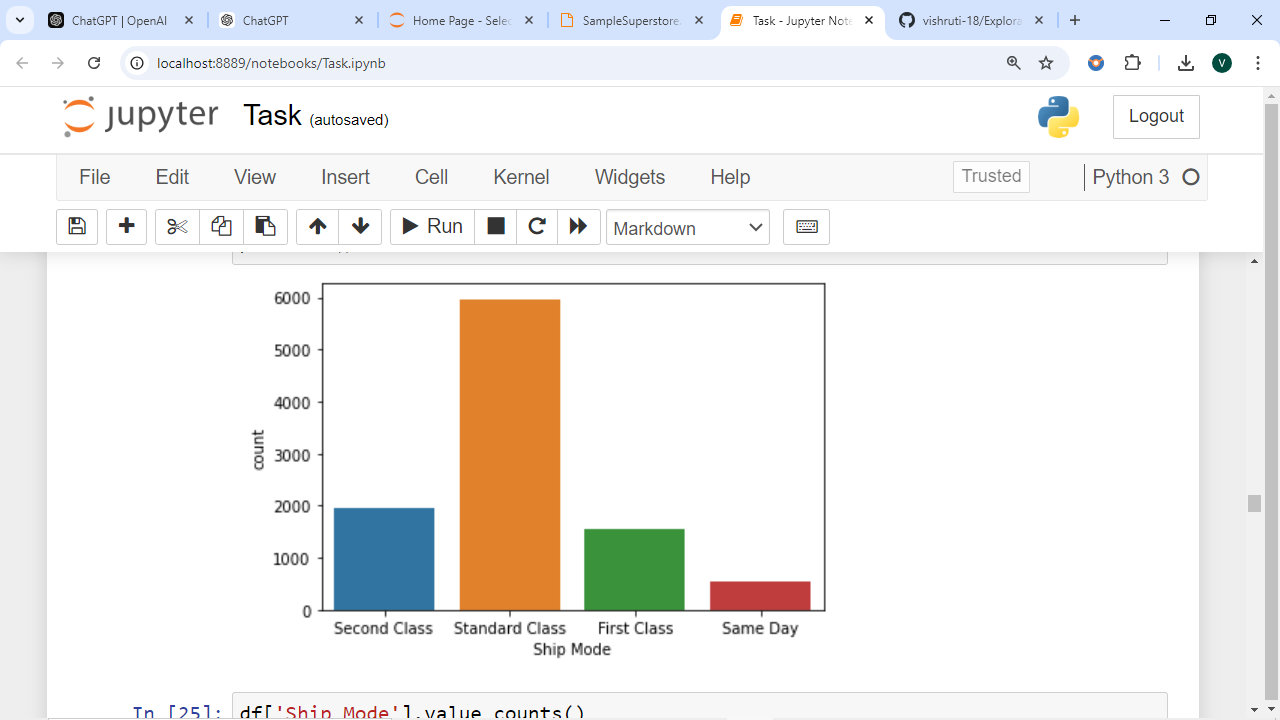 ChatGPT | OpenAI
ChatGPT
Home Page - Selec
SampleSuperstore.
Task - Jupyter Note
vishruti-18/Explora
localhost:8889/notebooks/Task.ipynb
V
jupyter Task (autosaved)
Logout
File Edit View Insert Cell Kernel Widgets Help
Trusted
Python 3
Run
Markdown
6000
5000
4000
3000
2000
1000
0
count
Second Class Standard Class First Class Same Day
Ship Mode
In [25]: df['Ship Mode'].value_counts()